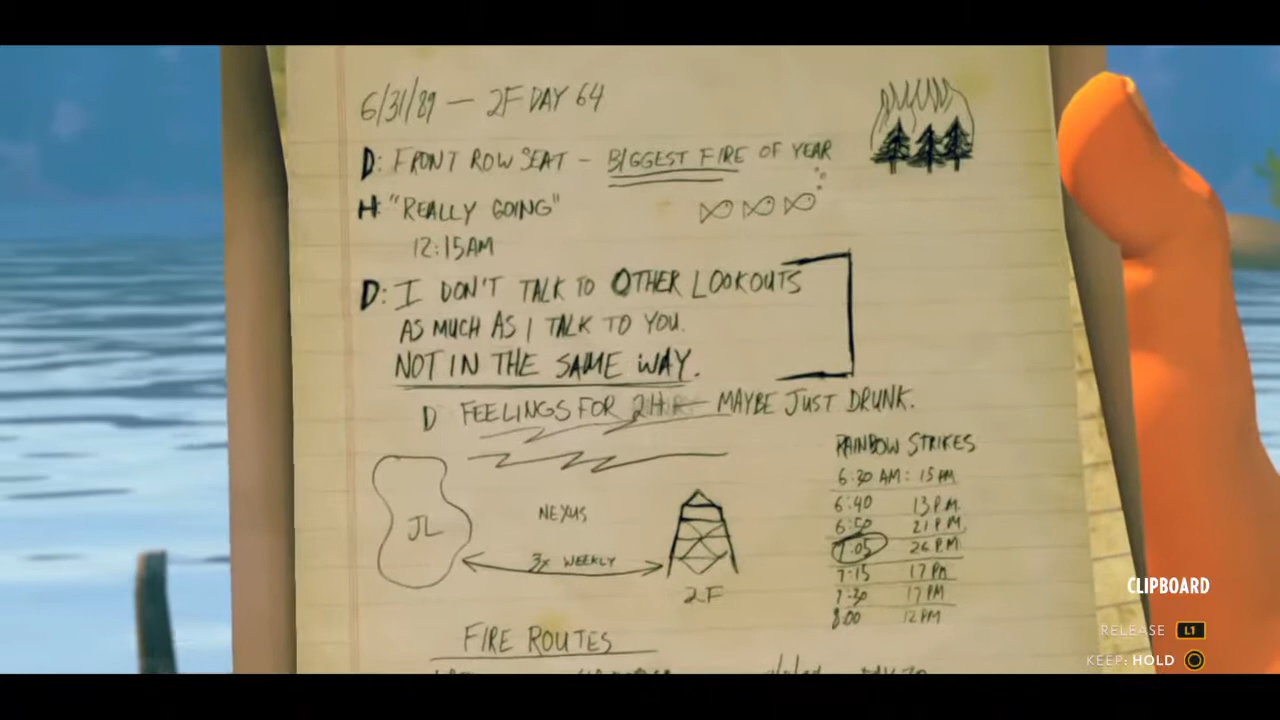 6/31/89 — 2F DAY 64
D: FRONT ROW SEAT - BIGGEST FIRE OF YEAR
H: "REALLY GOING"
12:15AM
D: I DON'T TALK TO OTHER LOOKOUTS
AS MUCH AS I TALK TO YOU.
NOT IN THE SAME WAY.
D FEELINGS FOR MAYBE JUST DRUNK.
RAINBOW STRIKES
6:30 AM: 15 PM
6:40 13 P.M.
6:50 21 P.M.
7:05 26 P.M.
7:15 17 PM
7:30 17 PM
8:00 12 PM
JL
NEXUS
3x WEEKLY
2F
FIRE ROUTES
CLIPBOARD
RELEASE L1
KEEP: HOLD